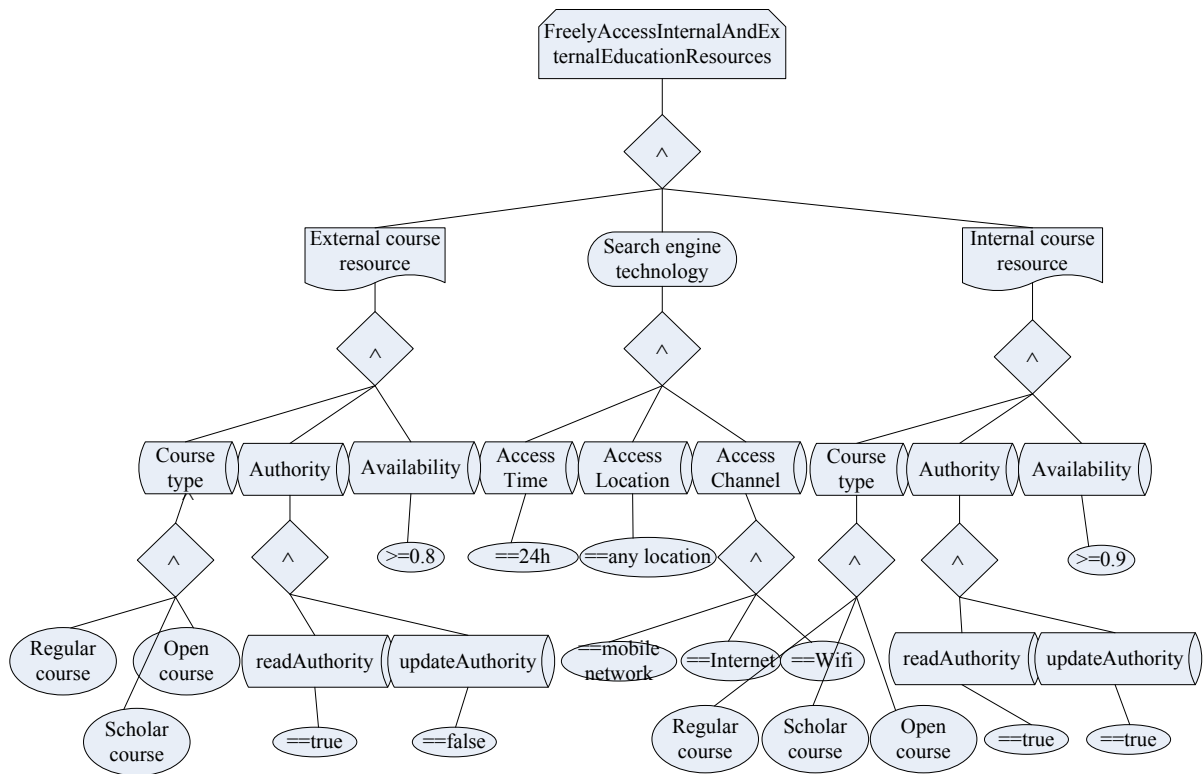 FreelyAccessInternalAndEx
ternalEducationResources
^
External course
resource
Search engine
technology
Internal course
resource
^
^
^
Course
type
Authority
Availability
Access
Time
Access
Location
Access
Channel
Course
type
Authority
Availability
^
^
>=0.8
==24h
==any location
^
^
^
>=0.9
Regular
course
Open
course
readAuthority
updateAuthority
==mobile
network
==Internet
==Wifi
readAuthority
updateAuthority
Scholar
course
==true
==false
Regular
course
Scholar
course
Open
course
==true
==true